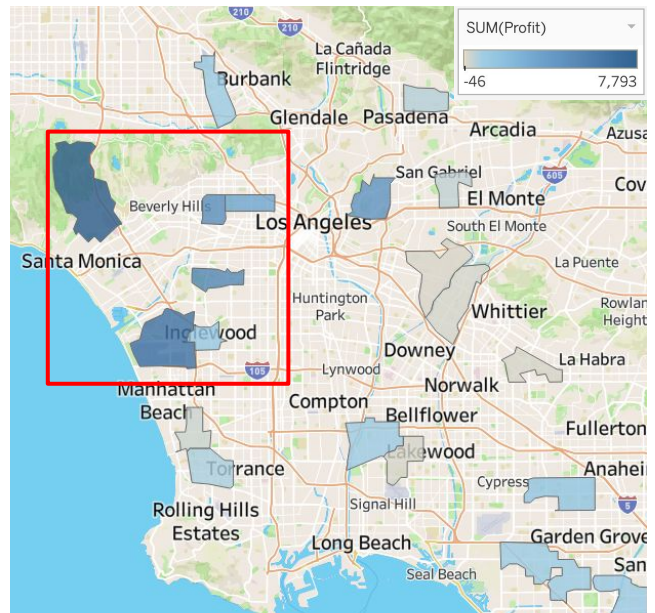 210
210
SUM(Profit)
-46
7,793
La Cañada
Flintridge
Burbank
Glendale
Pasadena
Arcadia
Azusa
San Gabriel
605
Cov
Beverly Hills
El Monte
Los Angeles
South El Monte
Santa Monica
La Puente
Huntington
Park
Rowland
Height
Whittier
Inglewood
Downey
La Habra
105
Lynwood
Manhattan
Beach
Norwalk
Compton
Bellflower
Fullerton
Lakewood
Torrance
Anahei
Cypress
Signal Hill
5
Rolling Hills
Estates
Long Beach
Garden Grove
San
Seal Beach